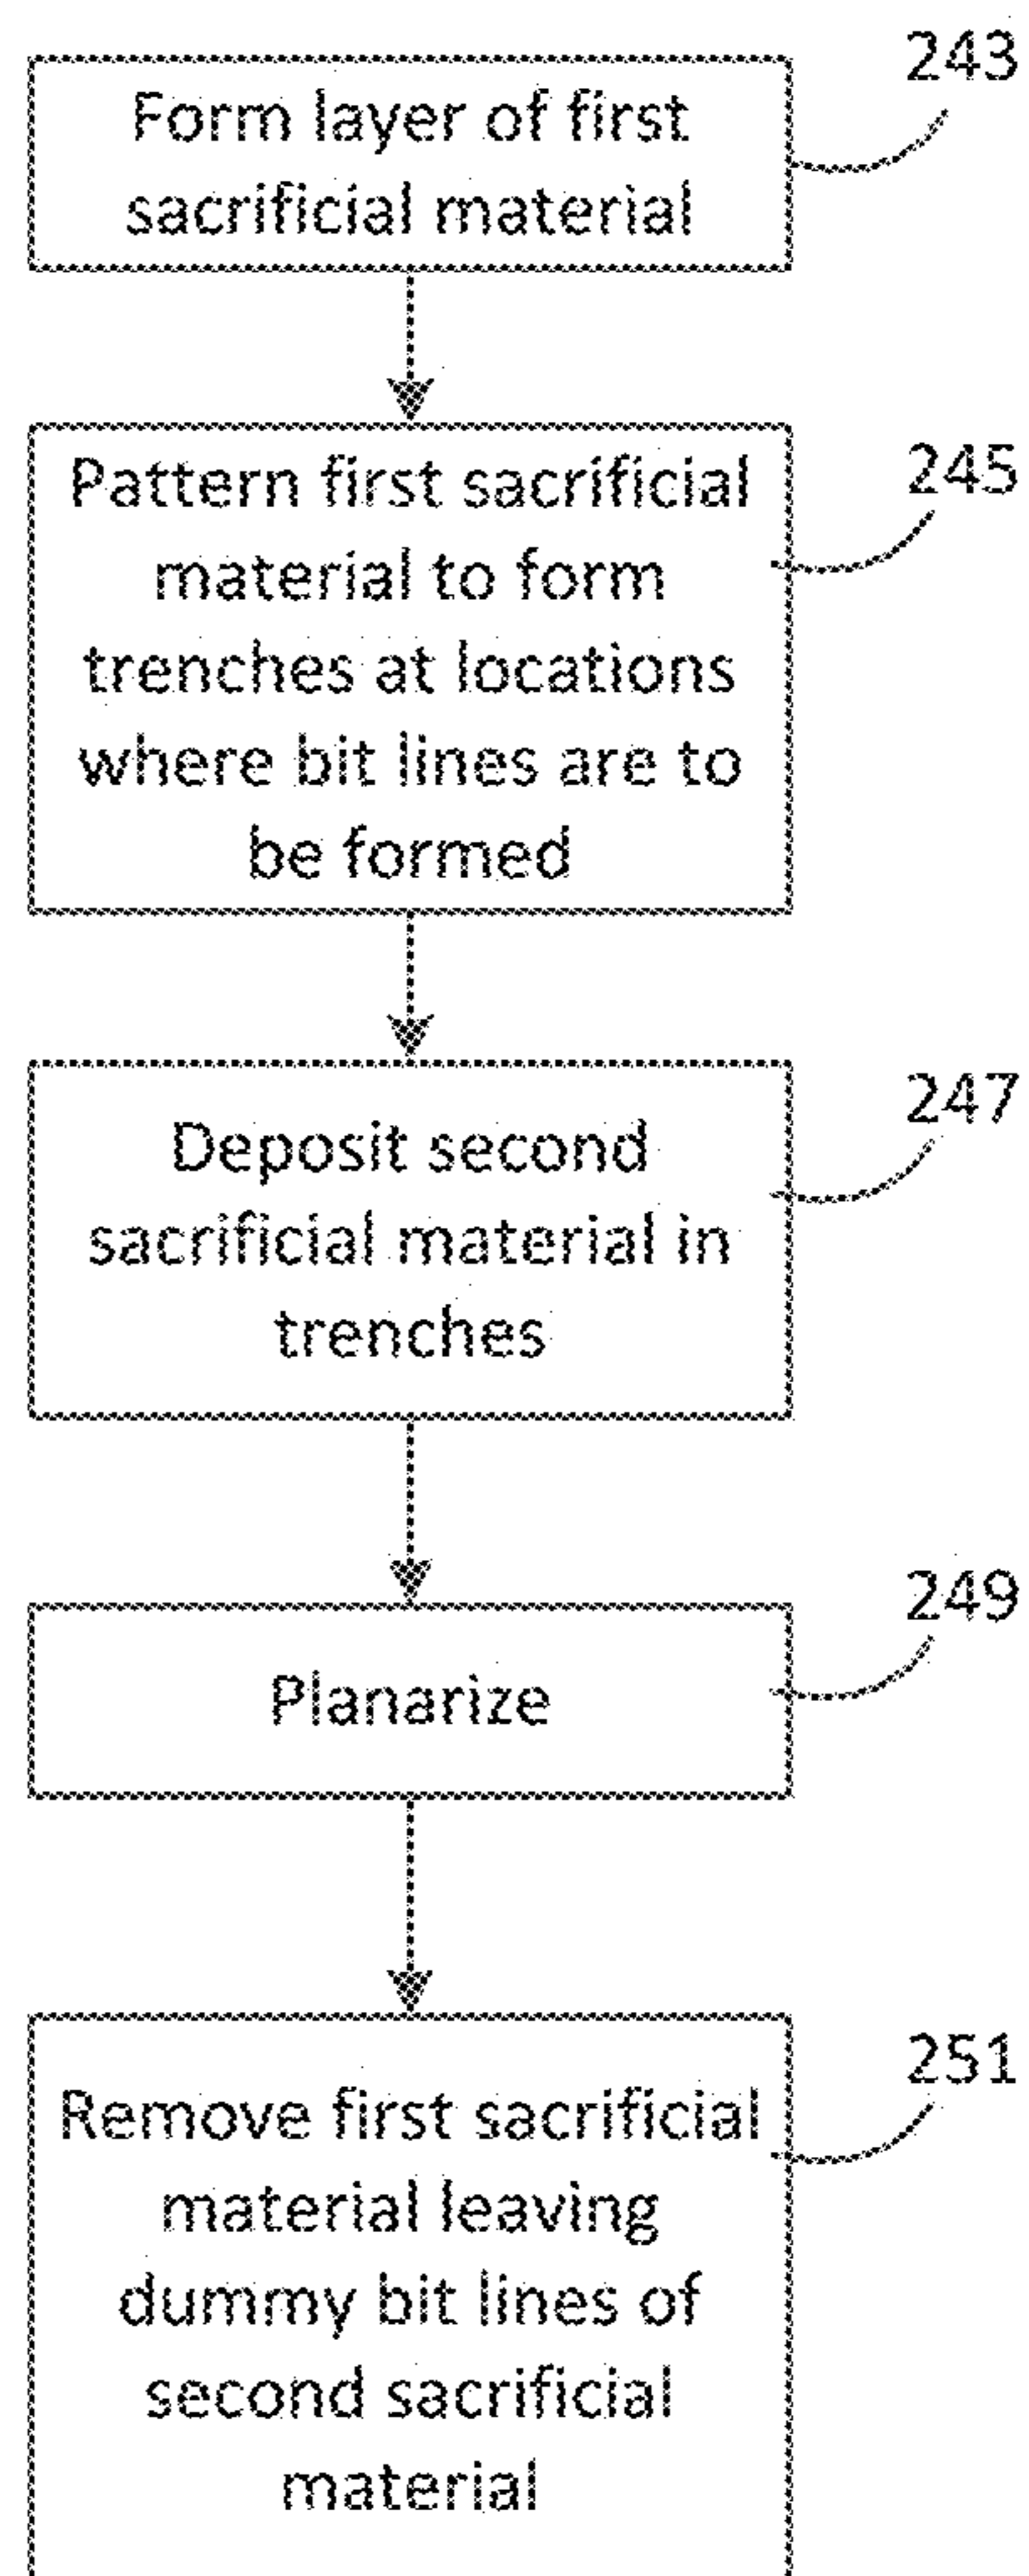 243
Form layer of first
sacrificial material
245
Pattern first sacrificial
material to form
trenches at locations
where bit lines are to
be formed
247
Deposit second
sacrificial material in
trenches
249
Planarize
251
Remove first sacrificial
material leaving
dummy bit lines of
second sacrificial
material